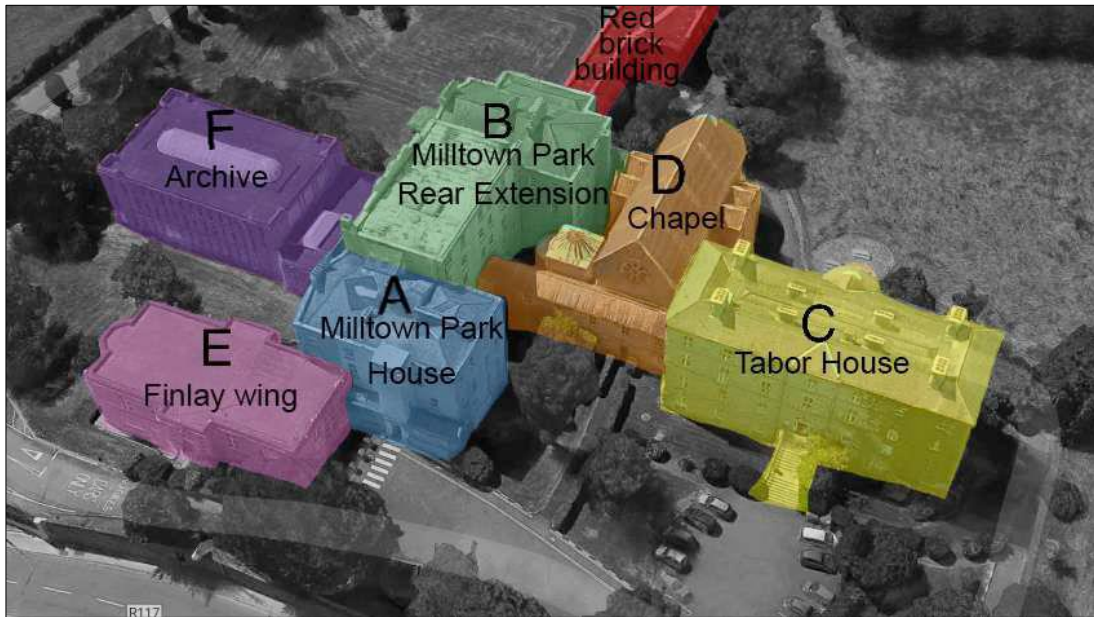 Red
brick
building
F
Archive
B
Milltown Park
Rear Extension
D
Chapel
A
Milltown Park
House
E
Finlay wing
C
Tabor House
R117